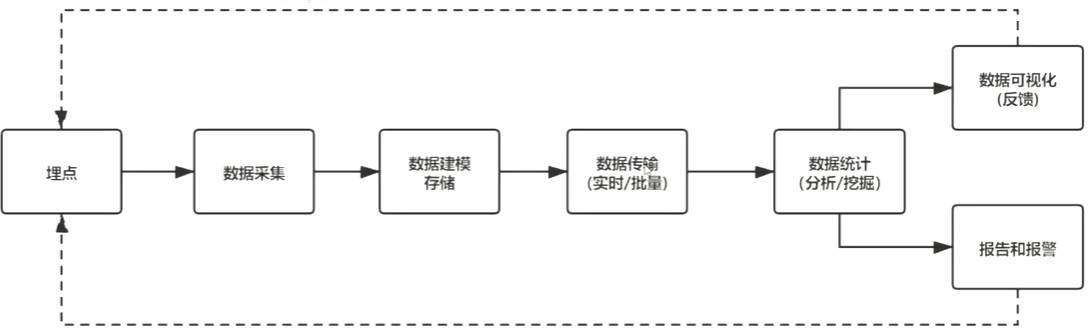 数据可视化
(反馈)
埋点
数据采集
数据建模
存储
数据传输
(实时/批量)
数据统计
(分析/挖掘)
报告和报警